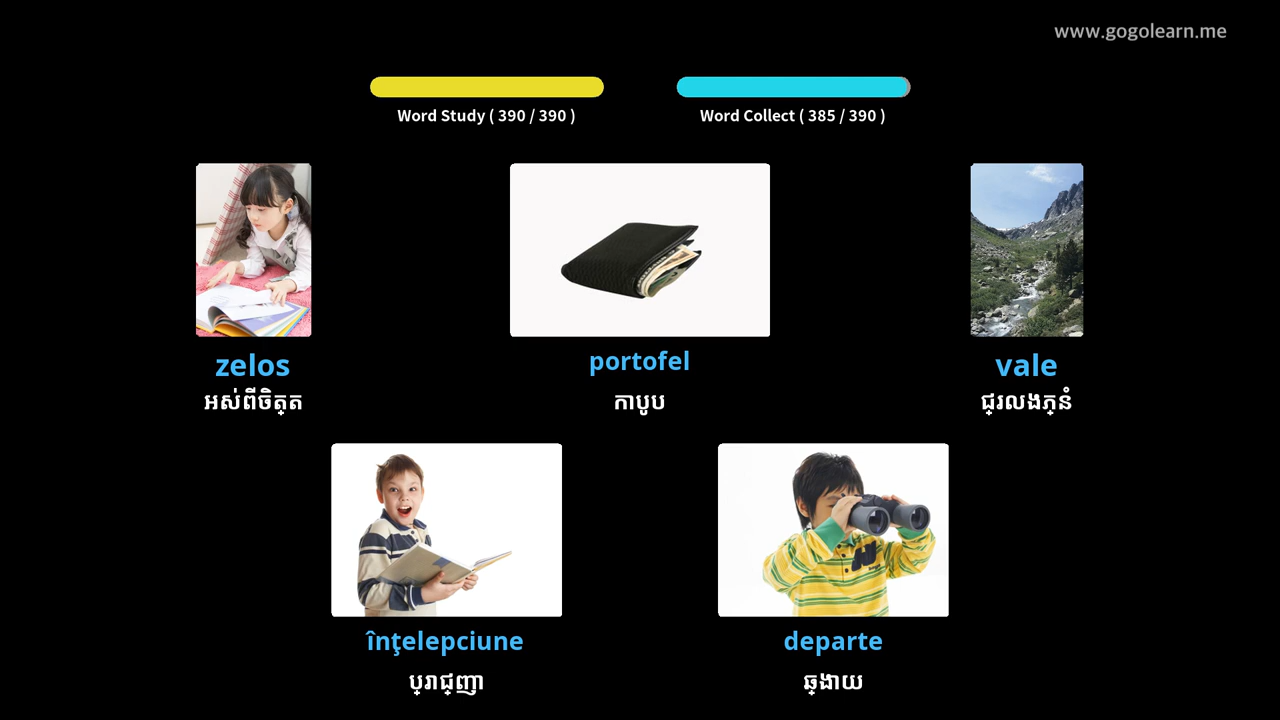 www.gogolearn.me
Word Study ( 390 / 390 )
Word Collect ( 385 / 390 )
zelos
អស់ពីចិត្ត
portofel
កាបូប
vale
ជ្រលងភ្នំ
înţelepciune
ប្រាជ្ញា
departe
ឆ្ងាយ